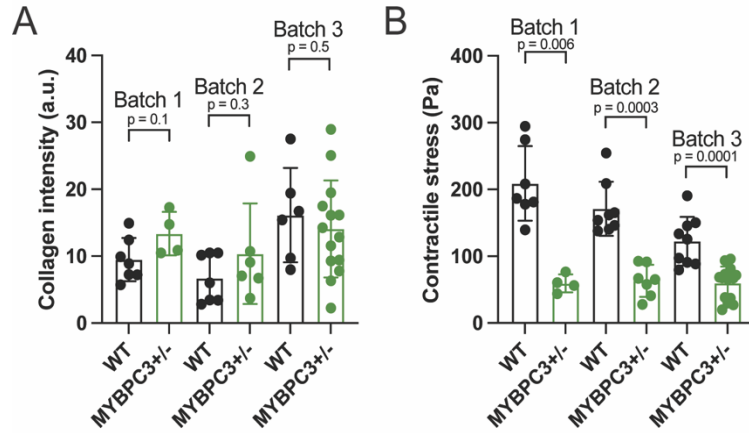 A
Collagen intensity (a.u.)
40
30
20
10
0
Batch 1
p = 0.1
Batch 2
p = 0.3
Batch 3
p = 0.5
WT
MYBPC3+/-
WT
MYBPC3+/-
WT
MYBPC3+/-
B
Contractile stress (Pa)
400
300
200
100
0
Batch 1
p = 0.006
Batch 2
p = 0.0003
Batch 3
p = 0.0001
WT
MYBPC3+/-
WT
MYBPC3+/-
WT
MYBPC3+/-